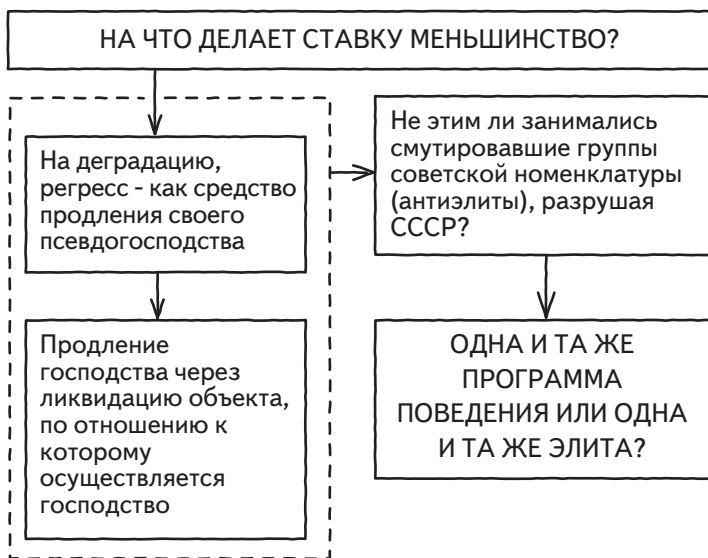 НА ЧТО ДЕЛАЕТ СТАВКУ МЕНЬШИНСТВО?
На деградацию,
регресс - как средство
продления своего
псевдогосподства
Продление
господства через
ликвидацию объекта,
по отношению к
которому
осуществляется
господство
Не этим ли занимались
смутировавшие группы
советской номенклатуры
(антиэлиты), разрушая
СССР?
ОДНА И ТА ЖЕ
ПРОГРАММА
ПОВЕДЕНИЯ ИЛИ ОДНА
И ТА ЖЕ ЭЛИТА?